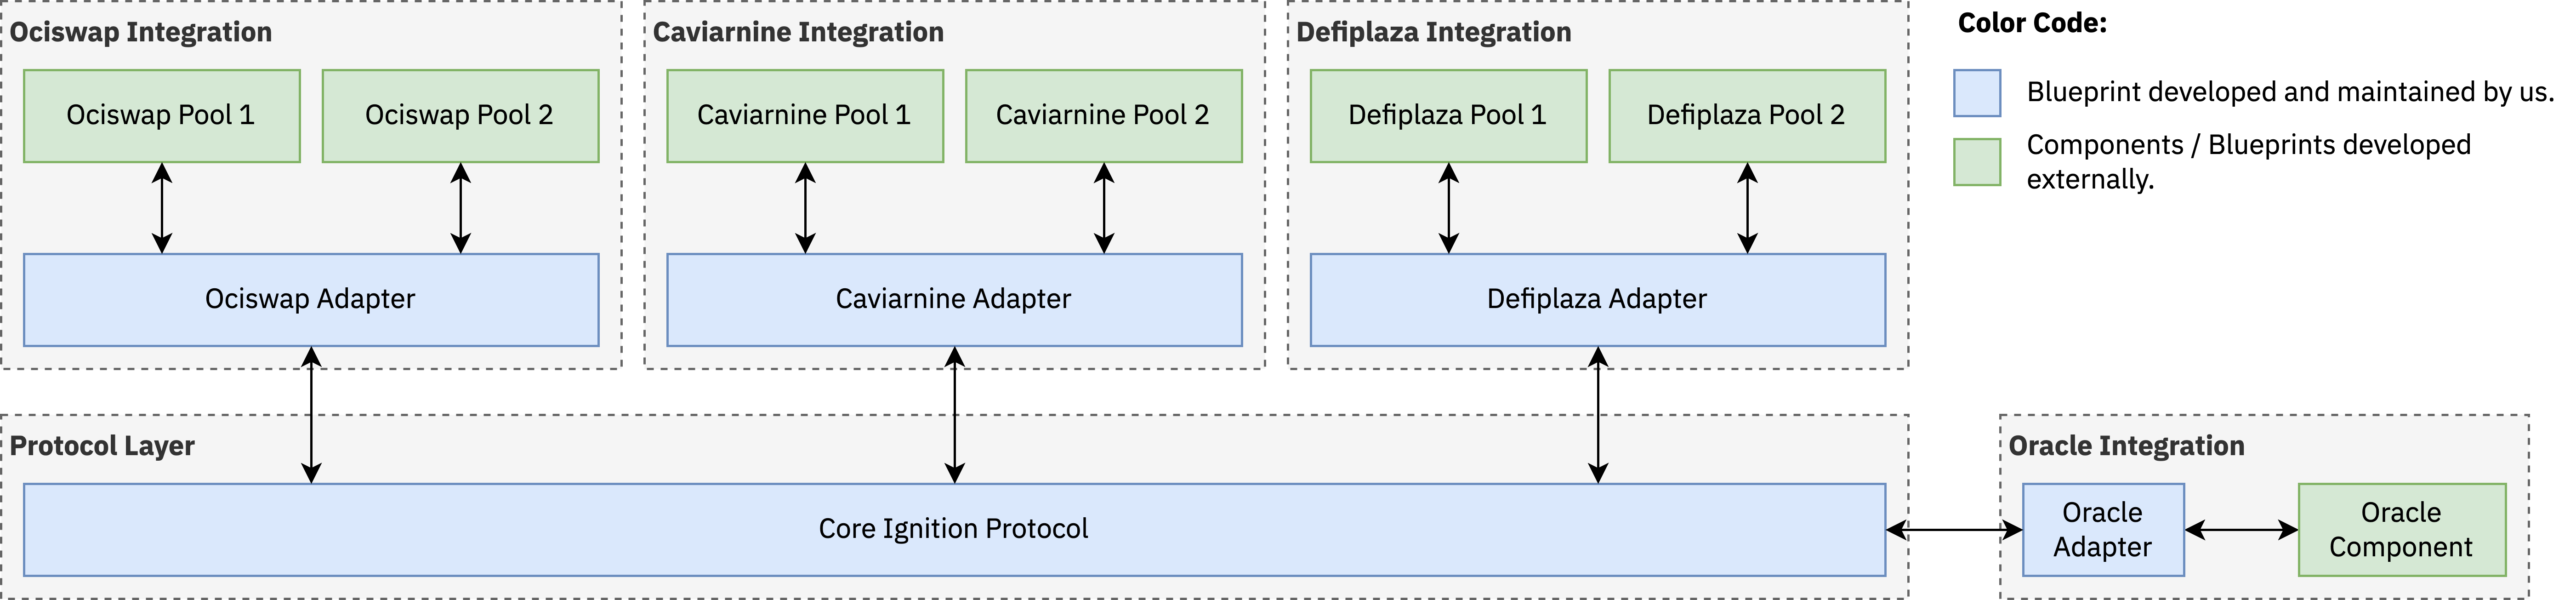 Ociswap Integration
Ociswap Pool 1
Ociswap Pool 2
Ociswap Adapter
Caviarnine Integration
Caviarnine Pool 1
Caviarnine Pool 2
Caviarnine Adapter
Defiplaza Integration
Defiplaza Pool 1
Defiplaza Pool 2
Defiplaza Adapter
Color Code:
Blueprint developed and maintained by us.
Components / Blueprints developed
externally.
Protocol Layer
Core Ignition Protocol
Oracle Integration
Oracle
Adapter
Oracle
Component